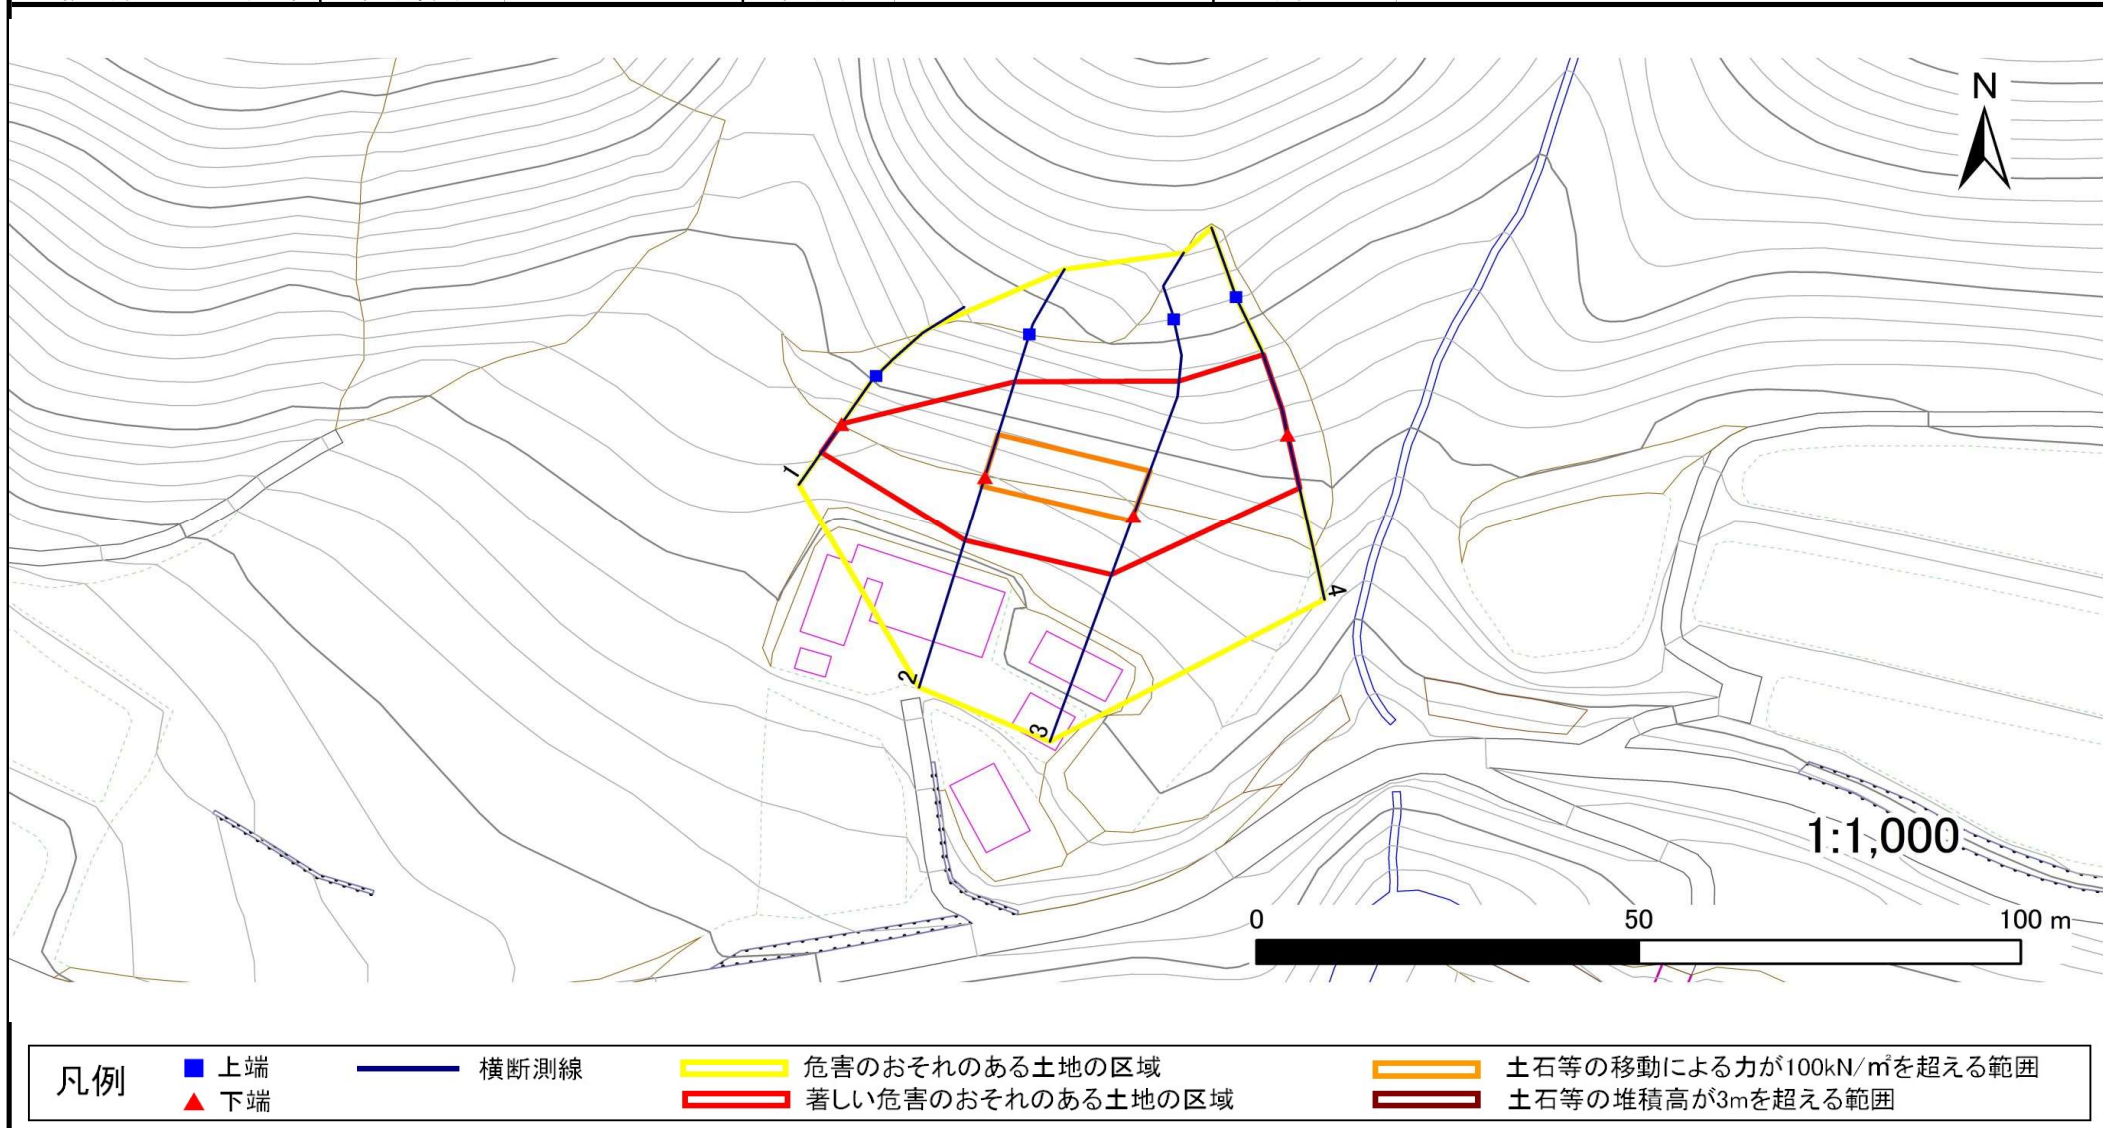 N
1
2
3
4
1:1,000
0 50 100 m
凡例
上端
下端
横断測線
危害のおそれのある土地の区域
著しい危害のおそれのある土地の区域
土石等の移動による力が100kN/㎡を超える範囲
土石等の堆積高が3mを超える範囲